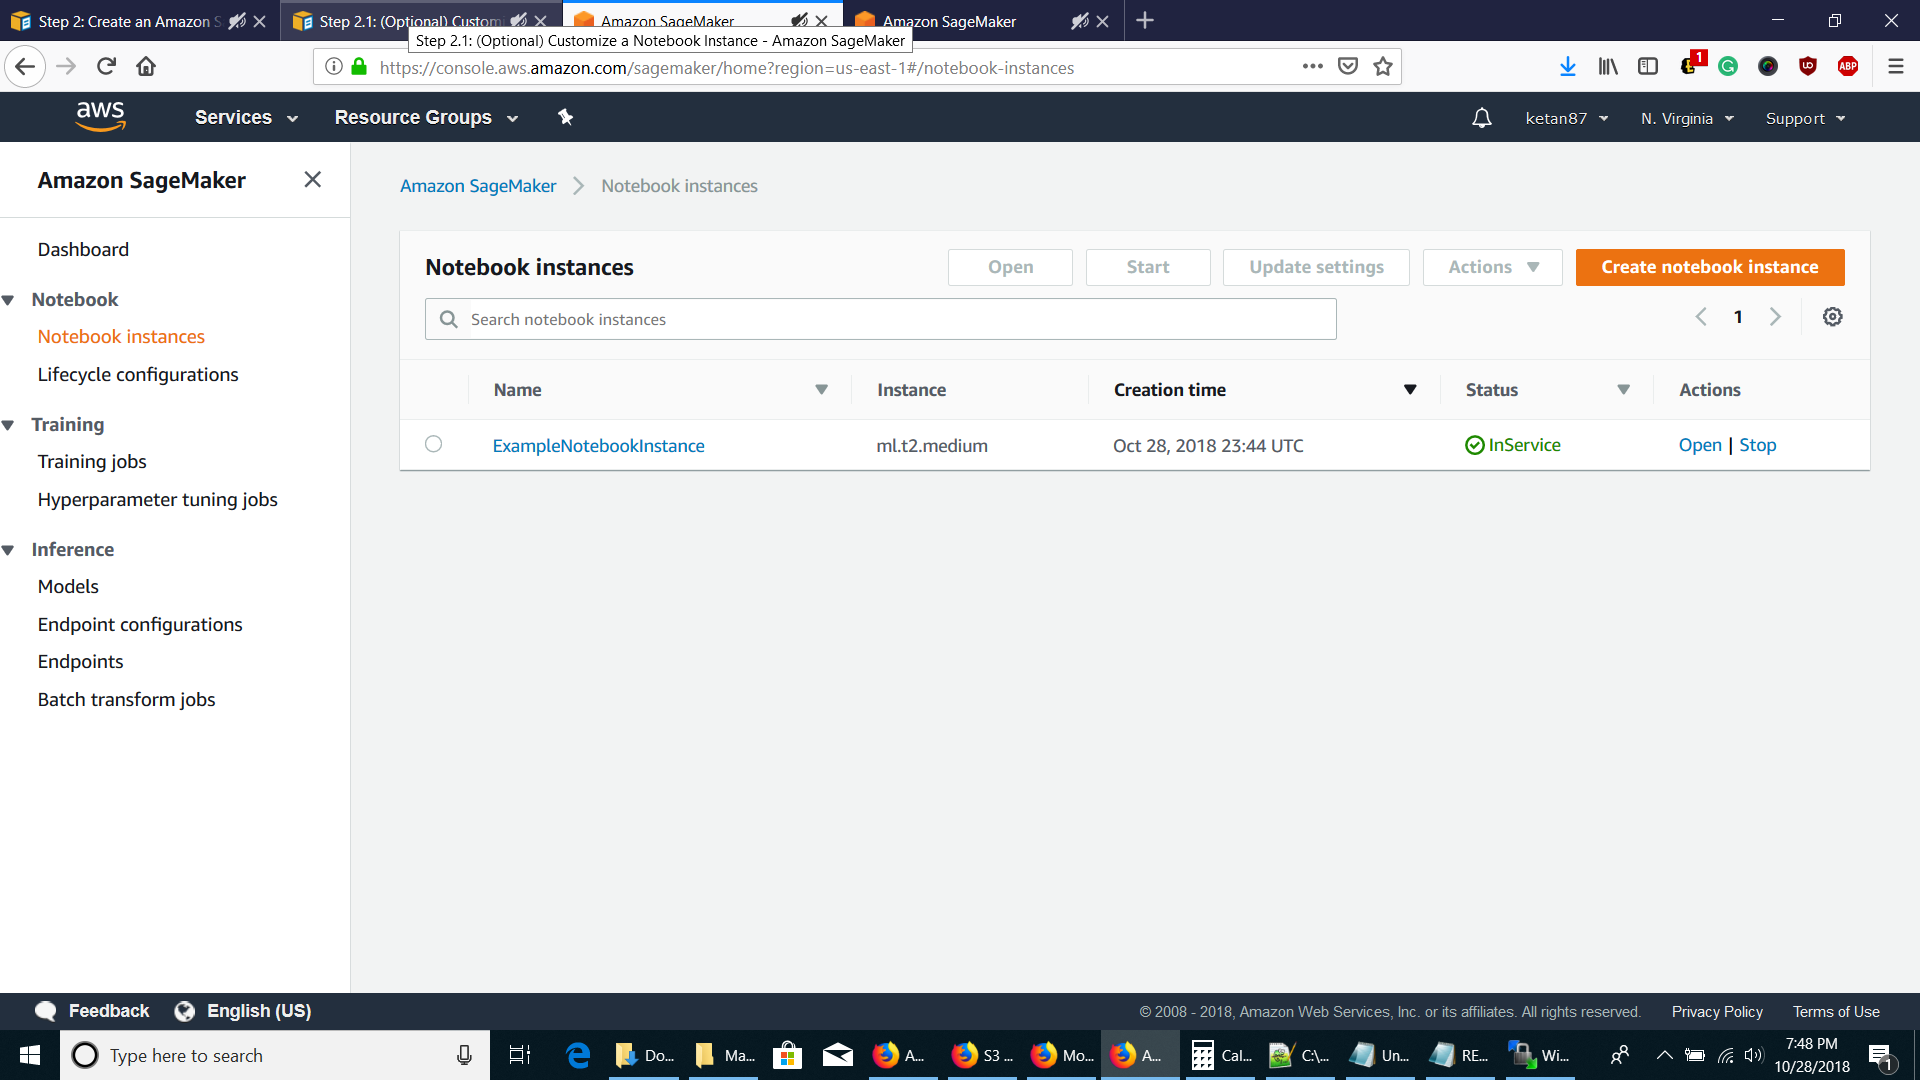 Step 2: Create an Amazon S
Step 2.1: (Optional) Custom
Amazon SageMaker
Amazon SageMaker
Step 2.1: (Optional) Customize a Notebook Instance - Amazon SageMaker
https://console.aws.amazon.com/sagemaker/home?region=us-east-1#/notebook-instances
1
ABP
aws
Services
Resource Groups
ketan87
N. Virginia
Support
Amazon SageMaker
Dashboard
Notebook
Notebook instances
Lifecycle configurations
Training
Training jobs
Hyperparameter tuning jobs
Inference
Models
Endpoint configurations
Endpoints
Batch transform jobs
Amazon SageMaker > Notebook instances
Notebook instances
Open
Start
Update settings
Actions
Create notebook instance
Search notebook instances
1
Name
Instance
Creation time
Status
Actions
ExampleNotebookInstance
ml.t2.medium
Oct 28, 2018 23:44 UTC
InService
Open | Stop
Feedback
English (US)
© 2008 - 2018, Amazon Web Services, Inc. or its affiliates. All rights reserved.
Privacy Policy
Terms of Use
Type here to search
Do...
Ma...
A...
S3 ...
Mo...
A...
Cal...
C:\...
Un...
RE...
Wi...
7:48 PM
10/28/2018
1